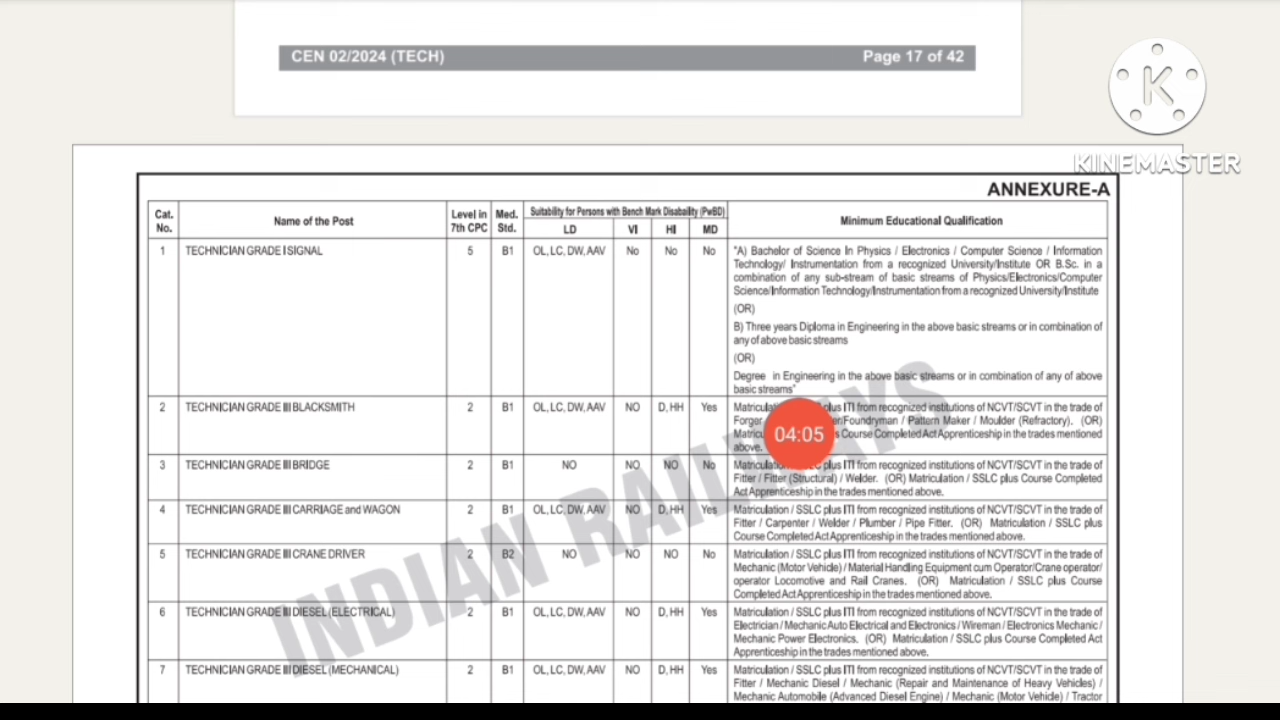 CEN 02/2024 (TECH) Page 17 of 42
K
KINEMASTER
ANNEXURE-A
Cat. No. Name of the Post Level in 7th CPC Med. Std. Suitability for Persons with Bench Mark Disability (PwBD) Minimum Educational Qualification
LD VI HI MD
1 TECHNICIAN GRADE I SIGNAL 5 B1 OL, LC, DW, AAV No No No "A) Bachelor of Science In Physics / Electronics / Computer Science / Information
Technology/ Instrumentation from a recognized University/Institute OR B.Sc. in a
combination of any sub-stream of basic streams of Physics/Electronics/Computer
Science/Information Technology/Instrumentation from a recognized University/Institute
(OR)
B) Three years Diploma in Engineering in the above basic streams or in combination of
any of above basic streams
(OR)
Degree in Engineering in the above basic streams or in combination of any of above
basic streams"
2 TECHNICIAN GRADE III BLACKSMITH 2 B1 OL, LC, DW, AAV NO D, HH Yes plus ITI from recognized institutions of NCVT/SCVT in the trade of
Foundryman / Pattern Maker / Moulder (Refractory). (OR)
Course Completed Act Apprenticeship in the trades mentioned
above.
04:05
3 TECHNICIAN GRADE III BRIDGE 2 B1 NO NO NO No plus ITI from recognized institutions of NCVT/SCVT in the trade of
Fitter / Fitter (Structural) / Welder. (OR) Matriculation / SSLC plus Course Completed
Act Apprenticeship in the trades mentioned above.
4 TECHNICIAN GRADE III CARRIAGE and WAGON 2 B1 OL, LC, DW, AAV NO D, HH Yes Matriculation / SSLC plus ITI from recognized institutions of NCVT/SCVT in the trade of
Fitter / Carpenter / Welder / Plumber / Pipe Fitter. (OR) Matriculation / SSLC plus
Course Completed Act Apprenticeship in the trades mentioned above.
5 TECHNICIAN GRADE III CRANE DRIVER 2 B2 NO NO NO No Matriculation / SSLC plus ITI from recognized institutions of NCVT/SCVT in the trade of
Mechanic (Motor Vehicle) / Material Handling Equipment cum Operator/Crane operator/
operator Locomotive and Rail Cranes. (OR) Matriculation / SSLC plus Course
Completed Act Apprenticeship in the trades mentioned above.
6 TECHNICIAN GRADE III DIESEL (ELECTRICAL) 2 B1 OL, LC, DW, AAV NO D, HH Yes Matriculation / SSLC plus ITI from recognized institutions of NCVT/SCVT in the trade of
Electrician / Mechanic Auto Electrical and Electronics / Wireman / Electronics Mechanic /
Mechanic Power Electronics. (OR) Matriculation / SSLC plus Course Completed Act
Apprenticeship in the trades mentioned above.
7 TECHNICIAN GRADE III DIESEL (MECHANICAL) 2 B1 OL, LC, DW, AAV NO D, HH Yes Matriculation / SSLC plus ITI from recognized institutions of NCVT/SCVT in the trade of
Fitter / Mechanic Diesel / Mechanic (Repair and Maintenance of Heavy Vehicles) /
Mechanic Automobile (Advanced Diesel Engine) / Mechanic (Motor Vehicle) / Tractor
INDIAN RAILWAYS